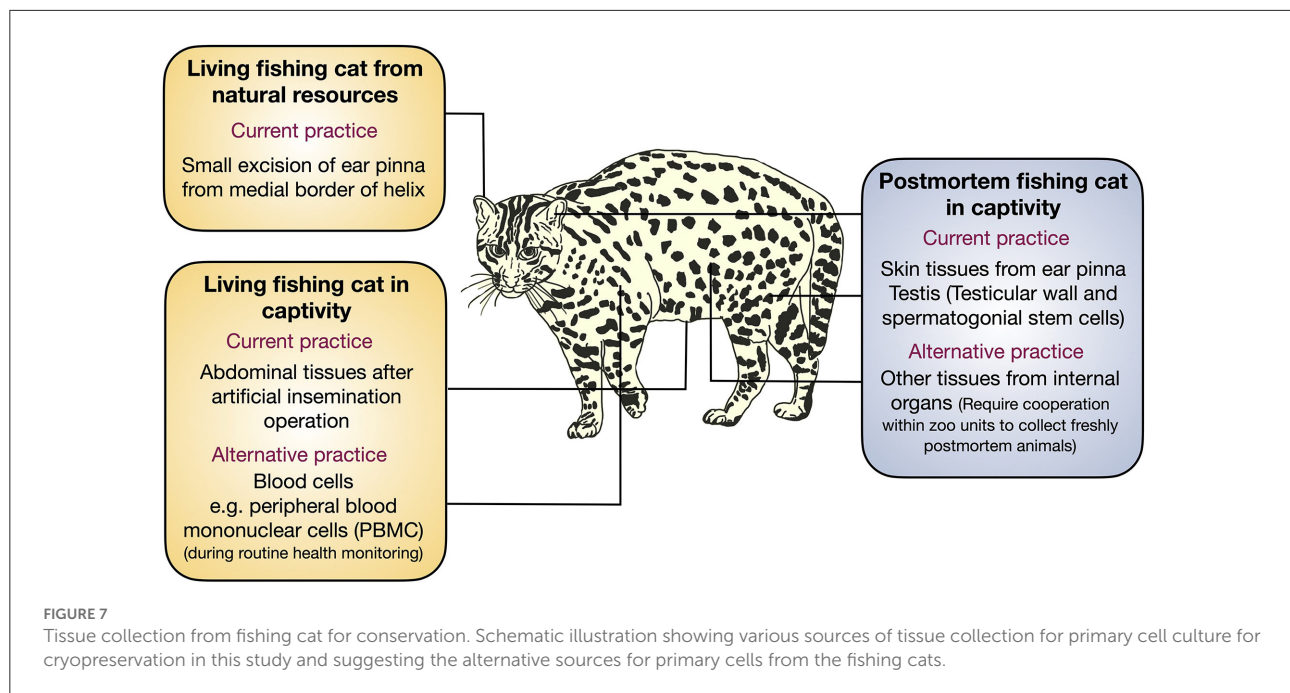 Living fishing cat from
natural resources
Current practice
Small excision of ear pinna
from medial border of helix
Living fishing cat in
captivity
Current practice
Abdominal tissues after
artificial insemination
operation
Alternative practice
Blood cells
e.g. peripheral blood
mononuclear cells (PBMC)
(during routine health monitoring)
Postmortem fishing cat
in captivity
Current practice
Skin tissues from ear pinna
Testis (Testicular wall and
spermatogonial stem cells)
Alternative practice
Other tissues from internal
organs (Require cooperation
within zoo units to collect freshly
postmortem animals)
FIGURE 7
Tissue collection from fishing cat for conservation. Schematic illustration showing various sources of tissue collection for primary cell culture for
cryopreservation in this study and suggesting the alternative sources for primary cells from the fishing cats.